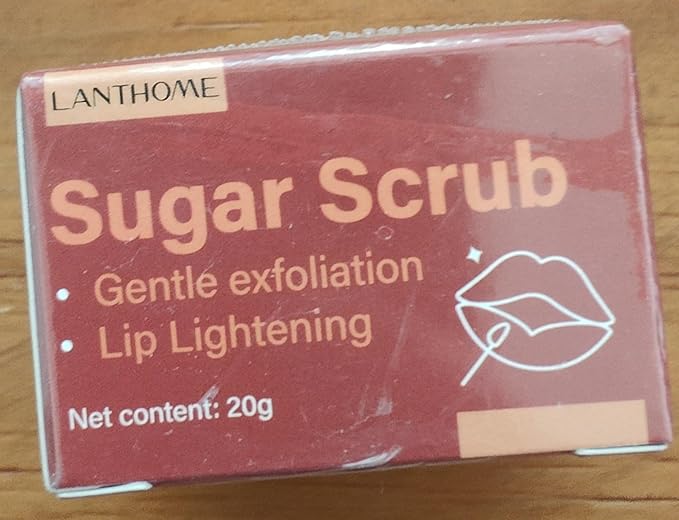 LANTHOME
Sugar Scrub
• Gentle exfoliation
• Lip Lightening
Net content: 20g